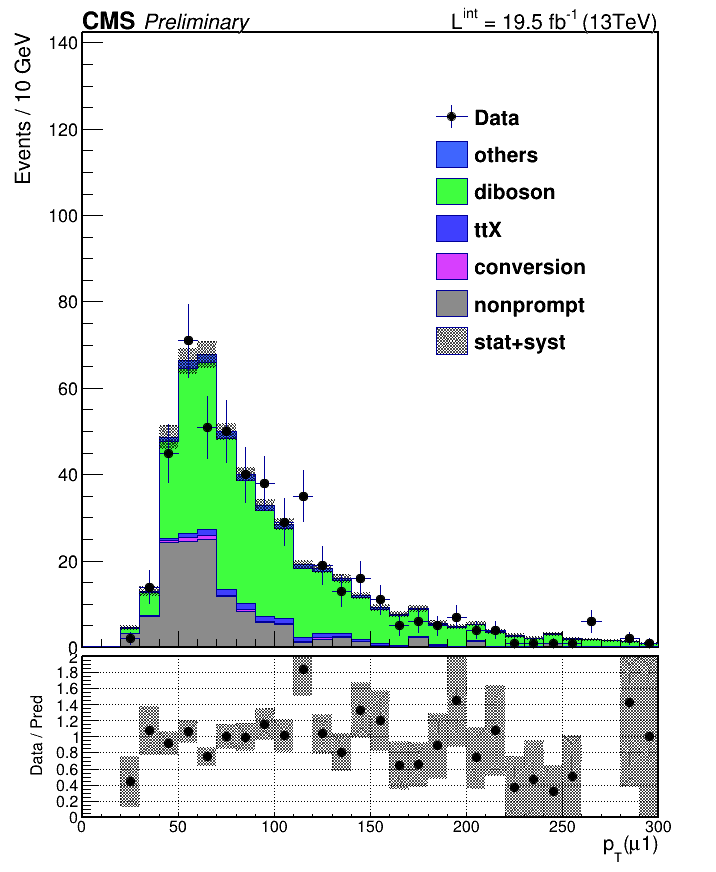 CMS Preliminary L^int = 19.5 fb^-1 (13TeV)
Events / 10 GeV
140
120
100
80
60
40
20
0
Data
others
diboson
ttX
conversion
nonprompt
stat+syst
Data / Pred
2
1.8
1.6
1.4
1.2
1
0.8
0.6
0.4
0.2
0
0 50 100 150 200 250 300
p_T(μ1)